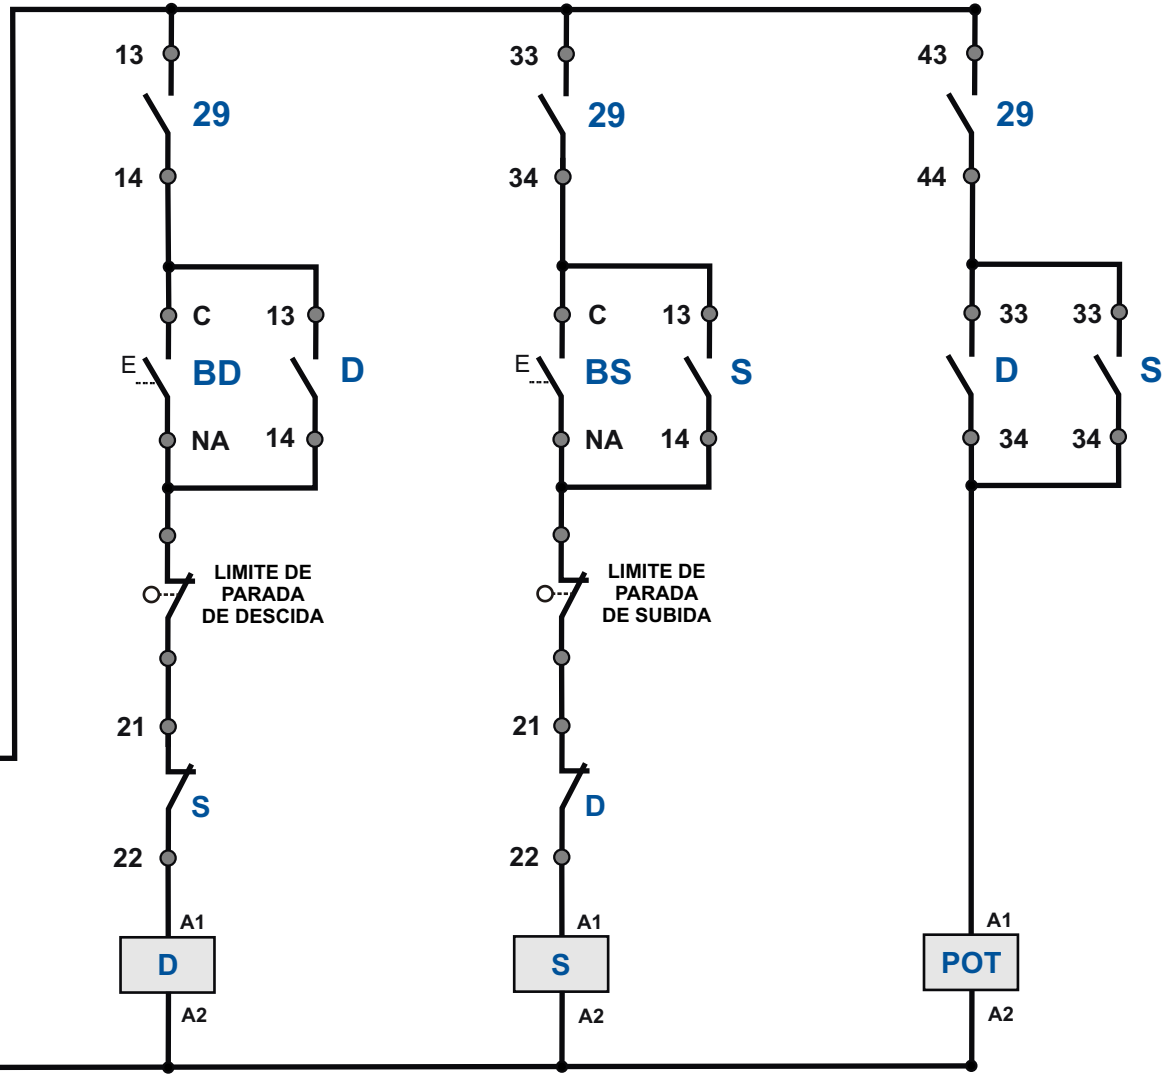 13
29
14
C
13
E
BD
D
NA
14
LIMITE DE
PARADA
DE DESCIDA
21
S
22
A1
D
A2
33
29
34
C
13
E
BS
S
NA
14
LIMITE DE
PARADA
DE SUBIDA
21
D
22
A1
S
A2
43
29
44
33
33
D
S
34
34
A1
POT
A2